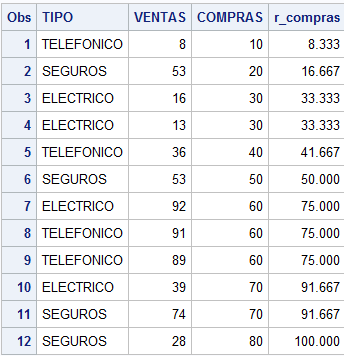 Obs TIPO VENTAS COMPRAS r_compras
1 TELEFONICO 8 10 8.333
2 SEGUROS 53 20 16.667
3 ELECTRICO 16 30 33.333
4 ELECTRICO 13 30 33.333
5 TELEFONICO 36 40 41.667
6 SEGUROS 53 50 50.000
7 ELECTRICO 92 60 75.000
8 TELEFONICO 91 60 75.000
9 TELEFONICO 89 60 75.000
10 ELECTRICO 39 70 91.667
11 SEGUROS 74 70 91.667
12 SEGUROS 28 80 100.000